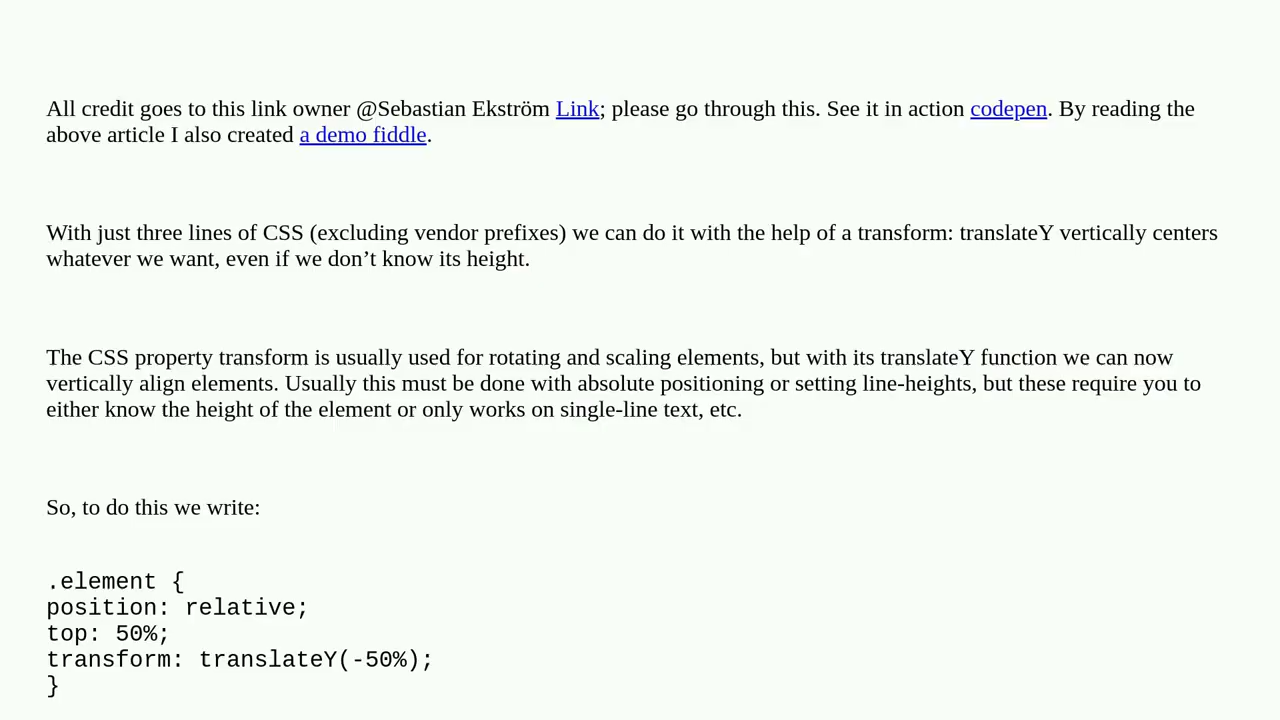 All credit goes to this link owner @Sebastian Ekström Link; please go through this. See it in action codepen. By reading the
above article I also created a demo fiddle.
With just three lines of CSS (excluding vendor prefixes) we can do it with the help of a transform: translateY vertically centers
whatever we want, even if we don’t know its height.
The CSS property transform is usually used for rotating and scaling elements, but with its translateY function we can now
vertically align elements. Usually this must be done with absolute positioning or setting line-heights, but these require you to
either know the height of the element or only works on single-line text, etc.
So, to do this we write:
.element {
position: relative;
top: 50%;
transform: translateY(-50%);
}